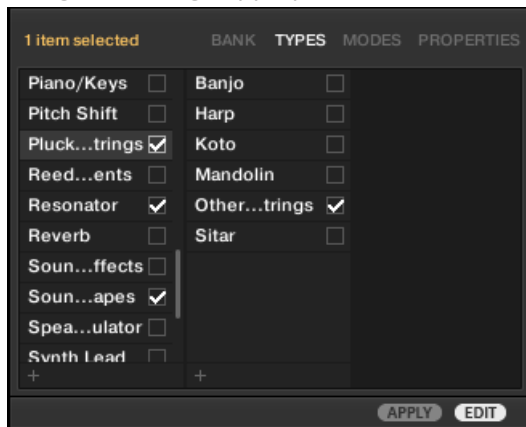 1 item selected BANK TYPES MODES PROPERTIES
Piano/Keys
Pitch Shift
Pluck...trings
Reed...ents
Resonator
Reverb
Soun...ffects
Soun...apes
Spea...ulator
Synth Lead
+
Banjo
Harp
Koto
Mandolin
Other...trings
Sitar
+
APPLY EDIT